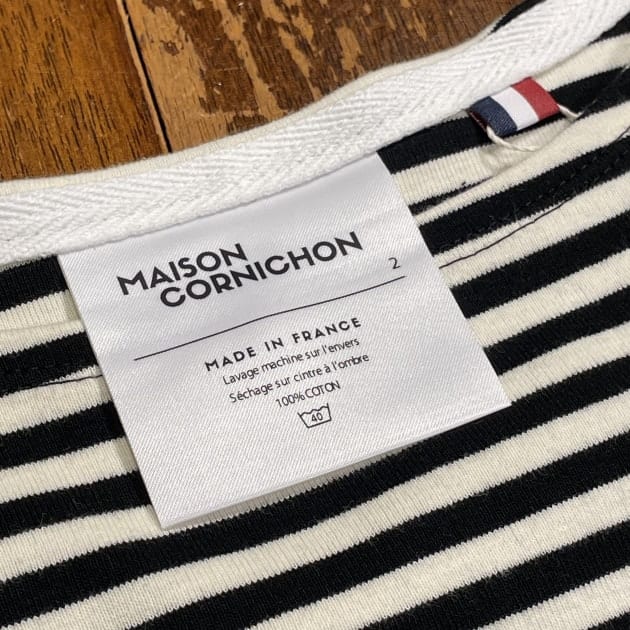 MAISON
CORNICHON
2
MADE IN FRANCE
Lavage machine sur l'envers
Séchage sur cintre à l'ombre
100% COTON
40